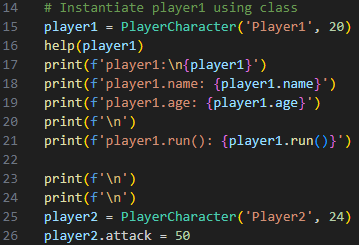 14 # Instantiate player1 using class
15 player1 = PlayerCharacter('Player1', 20)
16 help(player1)
17 print(f'player1:\n{player1}')
18 print(f'player1.name: {player1.name}')
19 print(f'player1.age: {player1.age}')
20 print(f'\n')
21 print(f'player1.run(): {player1.run()}')
22
23 print(f'\n')
24 print(f'\n')
25 player2 = PlayerCharacter('Player2', 24)
26 player2.attack = 50